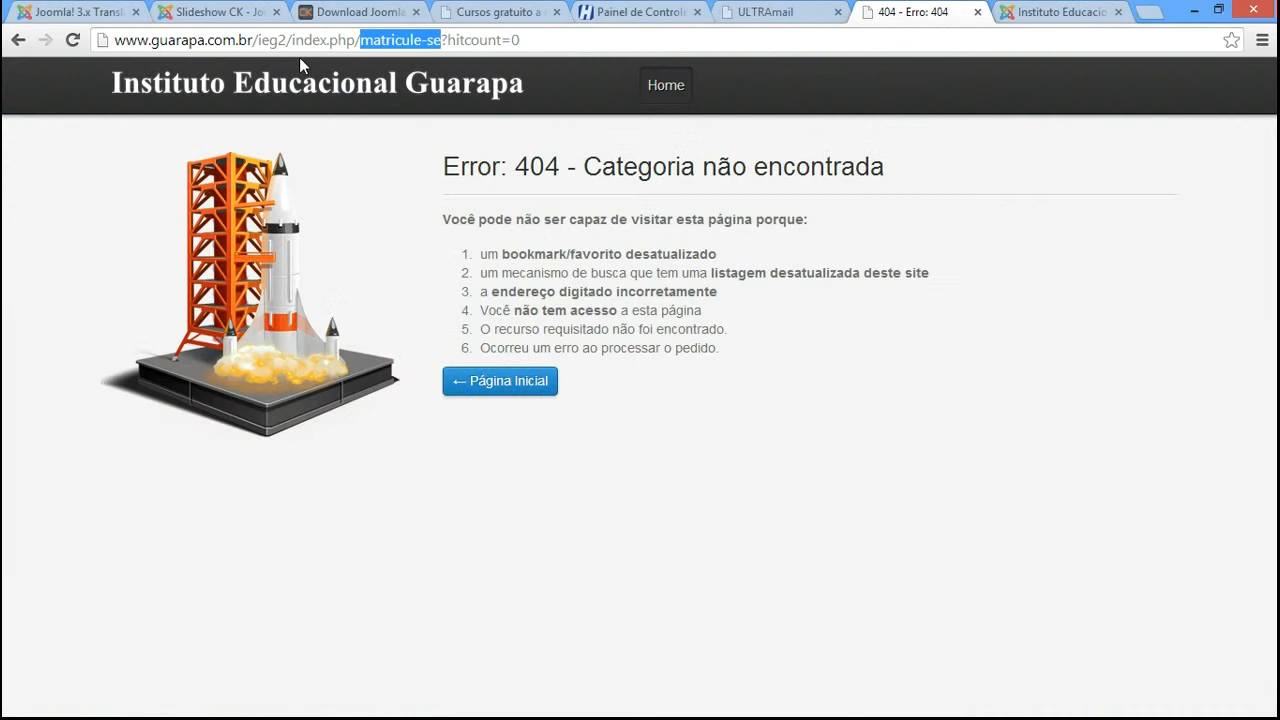 Joomla! 3.x Transl
Slideshow CK - Joo
Download Joomla
Cursos gratuito a
Painel de Controle
ULTRAmail
404 - Erro: 404
Instituto Educacio
www.guarapa.com.br/ieg2/index.php/matricule-se?hitcount=0
Instituto Educacional Guarapa
Home
Error: 404 - Categoria não encontrada
Você pode não ser capaz de visitar esta página porque:
1. um bookmark/favorito desatualizado
2. um mecanismo de busca que tem uma listagem desatualizada deste site
3. a endereço digitado incorretamente
4. Você não tem acesso a esta página
5. O recurso requisitado não foi encontrado.
6. Ocorreu um erro ao processar o pedido.
← Página Inicial